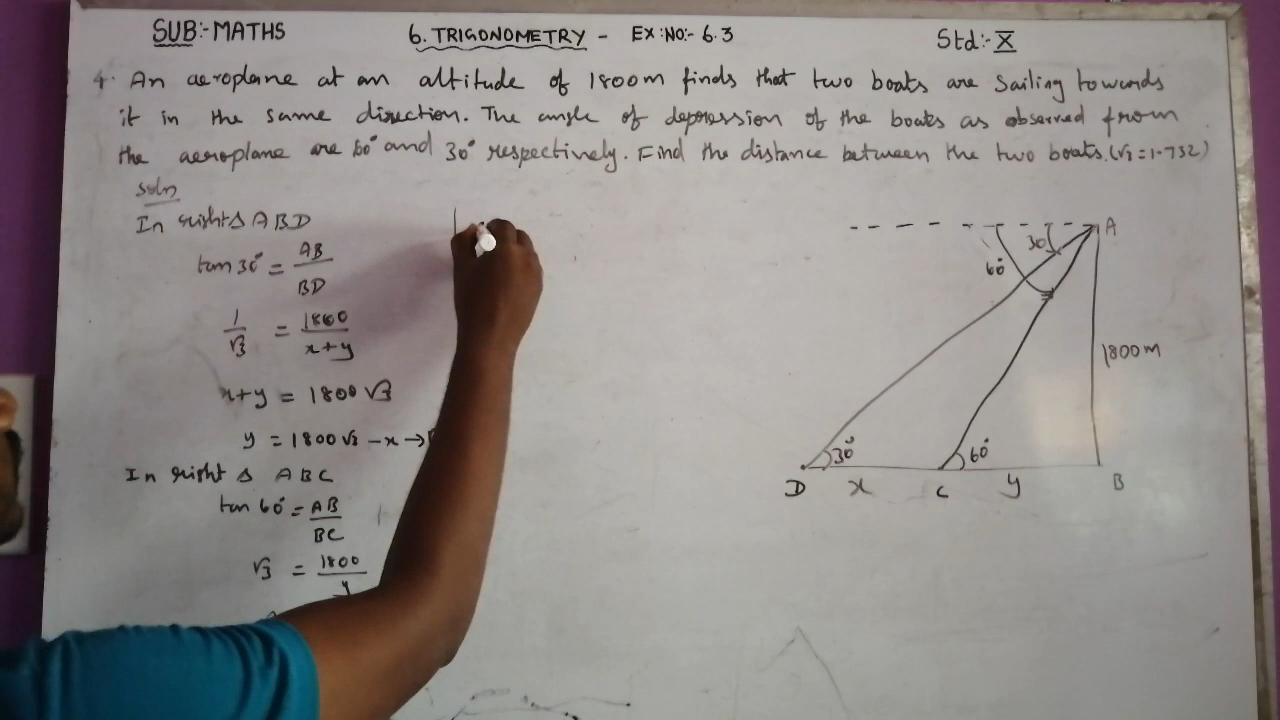 SUB:- MATHS 6. TRIGONOMETRY - EX:NO:- 6.3 Std:- X
4. An aeroplane at an altitude of 1800m finds that two boats are sailing towards
it in the same direction. The angle of depression of the boats as observed from
the aeroplane are 60° and 30° respectively. Find the distance between the two boats. (√3 = 1.732)
Soln
In right Δ ABD
tan 30° = AB/BD
1/√3 = 1800/x+y
x+y = 1800 √3
y = 1800 √3 - x →
In right Δ ABC
tan 60° = AB/BC
√3 = 1800/y
A
30
60°
1800m
30°
60°
D x C y B